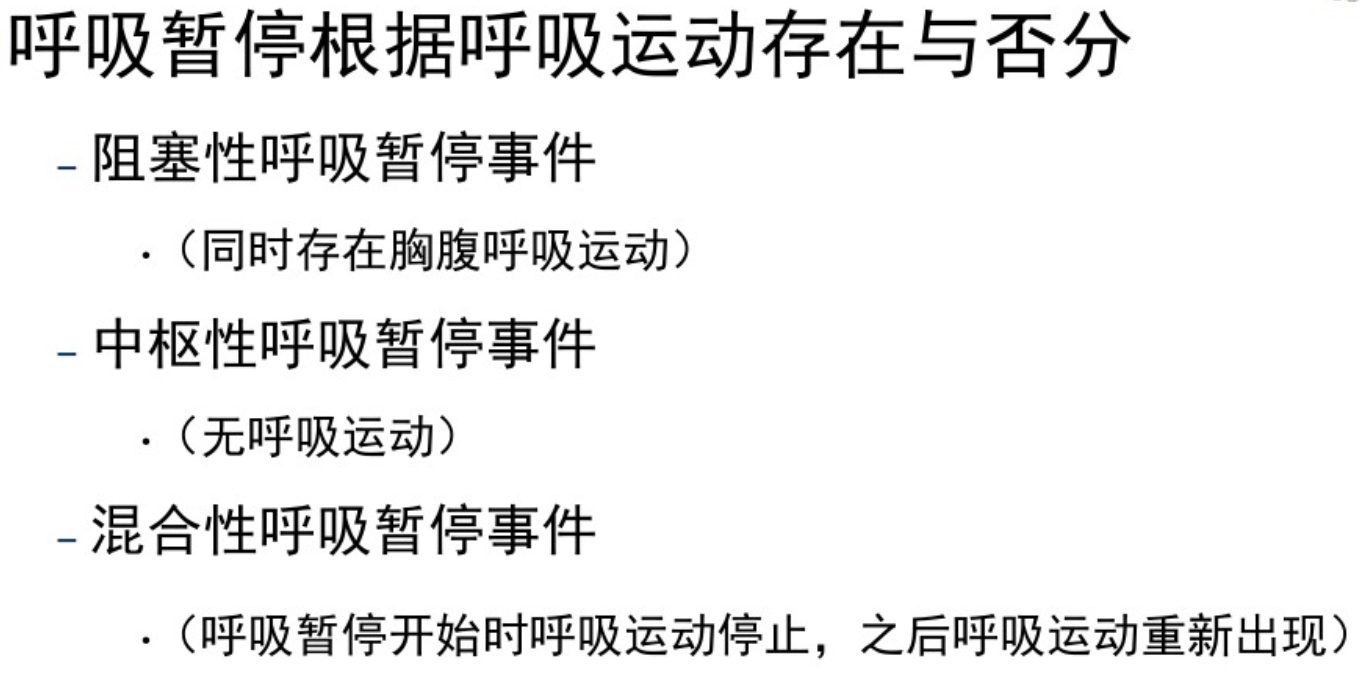 呼吸暂停根据呼吸运动存在与否分
– 阻塞性呼吸暂停事件
· （同时存在胸腹呼吸运动）
– 中枢性呼吸暂停事件
· （无呼吸运动）
– 混合性呼吸暂停事件
· （呼吸暂停开始时呼吸运动停止，之后呼吸运动重新出现）